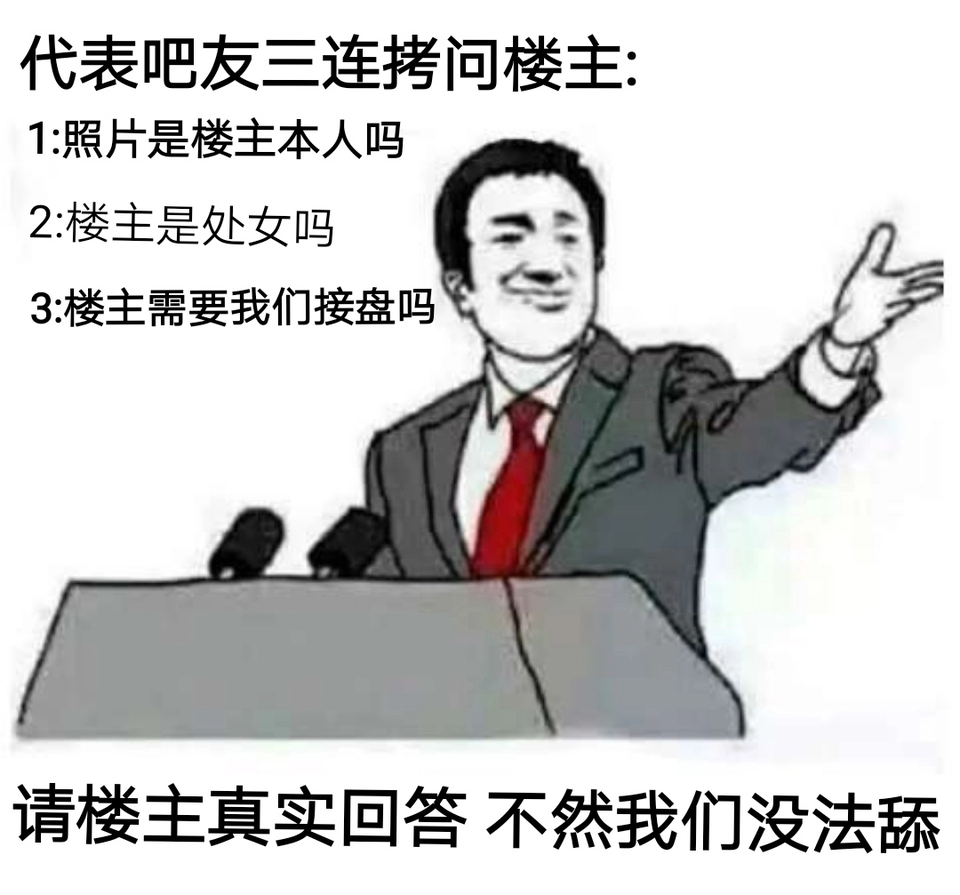 代表吧友三连拷问楼主:
1:照片是楼主本人吗
2:楼主是处女吗
3:楼主需要我们接盘吗
请楼主真实回答 不然我们没法舔